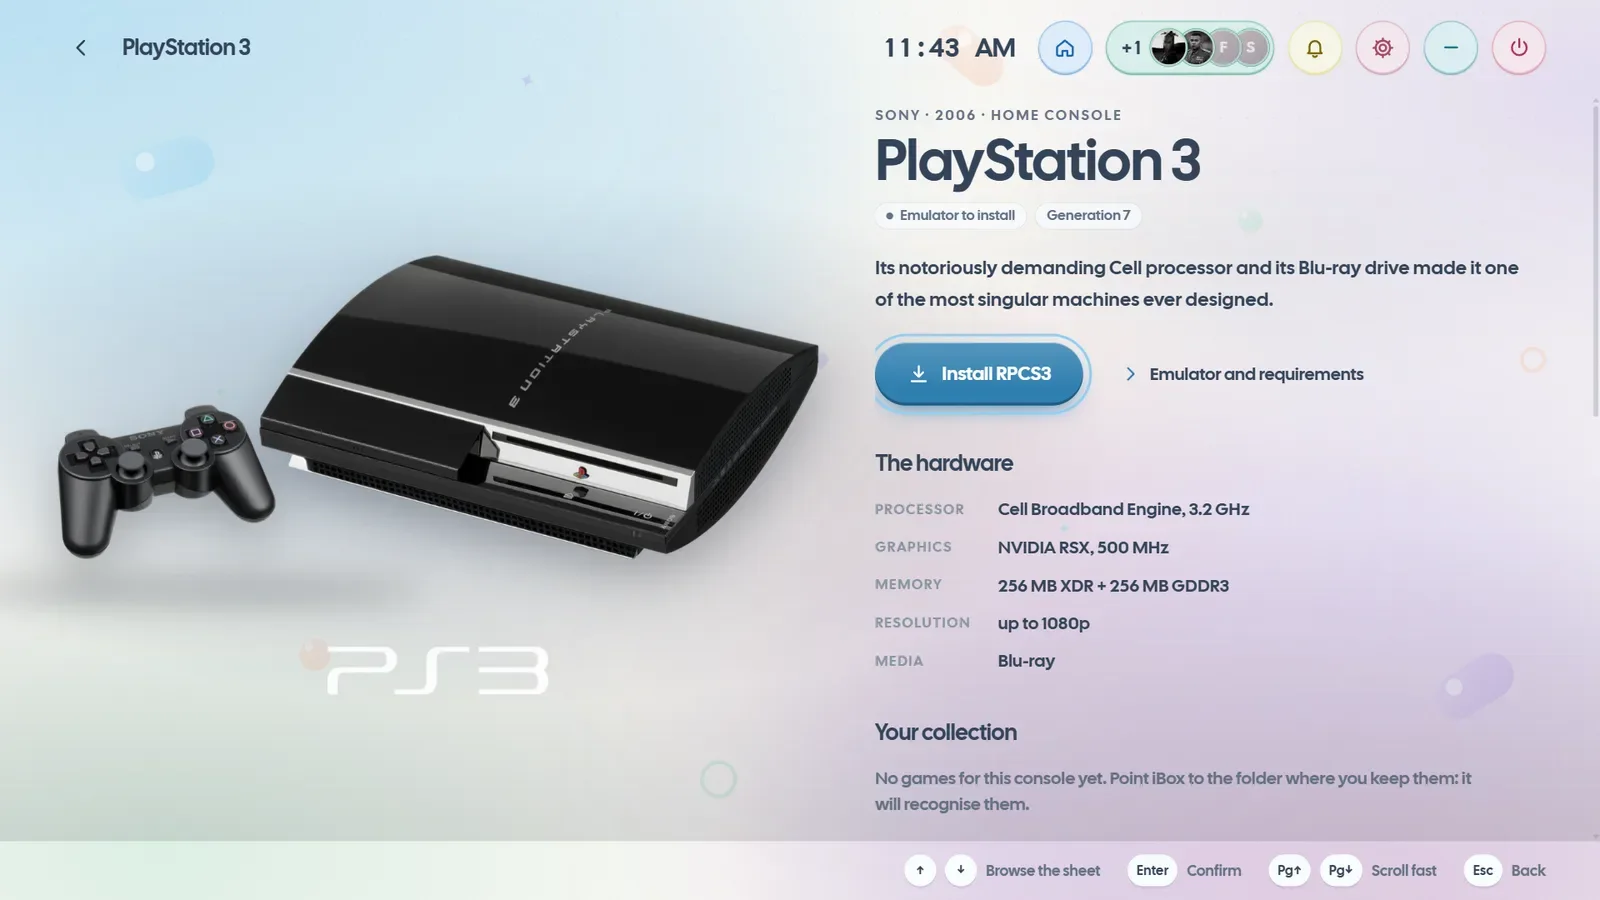 PlayStation 3
11:43 AM
+1
F
S
SONY · 2006 · HOME CONSOLE
PlayStation 3
Emulator to install
Generation 7
Its notoriously demanding Cell processor and its Blu-ray drive made it one
of the most singular machines ever designed.
Install RPCS3
Emulator and requirements
PLAYSTATION 3
SONY
PS3
The hardware
PROCESSOR Cell Broadband Engine, 3.2 GHz
GRAPHICS NVIDIA RSX, 500 MHz
MEMORY 256 MB XDR + 256 MB GDDR3
RESOLUTION up to 1080p
MEDIA Blu-ray
Your collection
No games for this console yet. Point iBox to the folder where you keep them: it
will recognise them.
↑ ↓ Browse the sheet Enter Confirm Pg↑ Pg↓ Scroll fast Esc Back